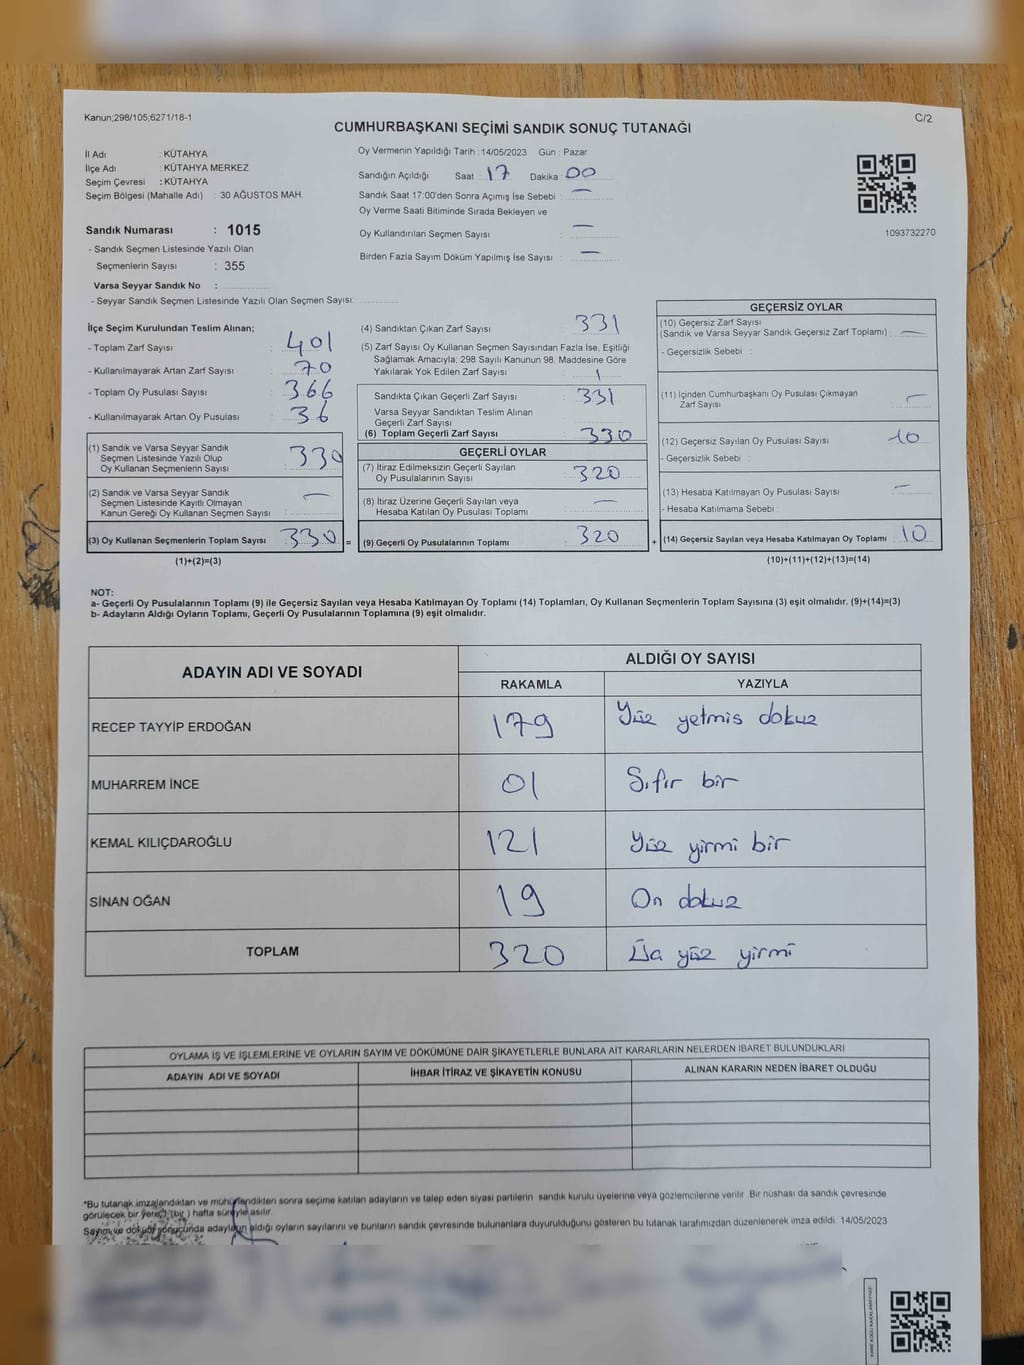 Kanun;298/105;6271/18-1
C/2
CUMHURBAŞKANI SEÇİMİ SANDIK SONUÇ TUTANAĞI
İl Adı : KÜTAHYA
İlçe Adı : KÜTAHYA MERKEZ
Seçim Çevresi : KÜTAHYA
Seçim Bölgesi (Mahalle Adı) : 30 AĞUSTOS MAH.
Sandık Numarası : 1015
- Sandık Seçmen Listesinde Yazılı Olan
Seçmenlerin Sayısı : 355
Varsa Seyyar Sandık No :
- Seyyar Sandık Seçmen Listesinde Yazılı Olan Seçmen Sayısı:
Oy Vermenin Yapıldığı Tarih : 14/05/2023 Gün : Pazar
Sandığın Açıldığı Saat : 17 Dakika : 00
Sandık Saat 17:00'den Sonra Açımış İse Sebebi : —
Oy Verme Saati Bitiminde Sırada Bekleyen ve
Oy Kullandırılan Seçmen Sayısı : —
Birden Fazla Sayım Döküm Yapılmış İse Sayısı : —
1093732270
İlçe Seçim Kurulundan Teslim Alınan;
- Toplam Zarf Sayısı : 401
- Kullanılmayarak Artan Zarf Sayısı : 70
- Toplam Oy Pusulası Sayısı : 366
- Kullanılmayarak Artan Oy Pusulası : 36
(1) Sandık ve Varsa Seyyar Sandık
Seçmen Listesinde Yazılı Olup
Oy Kullanan Seçmenlerin Sayısı : 330
(2) Sandık ve Varsa Seyyar Sandık
Seçmen Listesinde Kayıtlı Olmayan
Kanun Gereği Oy Kullanan Seçmen Sayısı : —
(3) Oy Kullanan Seçmenlerin Toplam Sayısı : 330 =
(1)+(2)=(3)
(4) Sandıktan Çıkan Zarf Sayısı : 331
(5) Zarf Sayısı Oy Kullanan Seçmen Sayısından Fazla İse, Eşitliği
Sağlamak Amacıyla; 298 Sayılı Kanunun 98. Maddesine Göre
Yakılarak Yok Edilen Zarf Sayısı : 1
Sandıkta Çıkan Geçerli Zarf Sayısı : 331
Varsa Seyyar Sandıktan Teslim Alınan
Geçerli Zarf Sayısı :
(6) Toplam Geçerli Zarf Sayısı : 330
GEÇERLİ OYLAR
(7) İtiraz Edilmeksizin Geçerli Sayılan
Oy Pusulalarının Sayısı : 320
(8) İtiraz Üzerine Geçerli Sayılan veya
Hesaba Katılan Oy Pusulası Toplamı : —
(9) Geçerli Oy Pusulalarının Toplamı : 320 +
GEÇERSİZ OYLAR
(10) Geçersiz Zarf Sayısı
(Sandık ve Varsa Seyyar Sandık Geçersiz Zarf Toplamı) : —
- Geçersizlik Sebebi :
(11) İçinden Cumhurbaşkanı Oy Pusulası Çıkmayan
Zarf Sayısı : —
(12) Geçersiz Sayılan Oy Pusulası Sayısı : 10
- Geçersizlik Sebebi :
(13) Hesaba Katılmayan Oy Pusulası Sayısı : —
- Hesaba Katılmama Sebebi :
(14) Geçersiz Sayılan veya Hesaba Katılmayan Oy Toplamı : 10
(10)+(11)+(12)+(13)=(14)
NOT:
a- Geçerli Oy Pusulalarının Toplamı (9) ile Geçersiz Sayılan veya Hesaba Katılmayan Oy Toplamı (14) Toplamları, Oy Kullanan Seçmenlerin Toplam Sayısına (3) eşit olmalıdır. (9)+(14)=(3)
b- Adayların Aldığı Oyların Toplamı, Geçerli Oy Pusulalarının Toplamına (9) eşit olmalıdır.
ADAYIN ADI VE SOYADI
ALDIĞI OY SAYISI
RAKAMLA YAZIYLA
RECEP TAYYİP ERDOĞAN 179 Yüz yetmis dokuz
MUHARREM İNCE 01 Sıfır bir
KEMAL KILIÇDAROĞLU 121 Yüz yirmi bir
SİNAN OĞAN 19 On dokuz
TOPLAM 320 Üç yüz yirmi
OYLAMA İŞ VE İŞLEMLERİNE VE OYLARIN SAYIM VE DÖKÜMÜNE DAİR ŞİKAYETLERLE BUNLARA AİT KARARLARIN NELERDEN İBARET BULUNDUKLARI
ADAYIN ADI VE SOYADI İHBAR İTİRAZ VE ŞİKAYETİN KONUSU ALINAN KARARIN NEDEN İBARET OLDUĞU
*Bu tutanak imzalandıktan ve mühürlendikten sonra seçime katılan adayların ve talep eden siyasi partilerin sandık kurulu üyelerine veya gözlemcilerine verilir. Bir nüshası da sandık çevresinde
görülecek bir yere 1 (bir) hafta süreyle asılır.
Sayım ve döküm sonucunda adayların aldığı oyların sayılarını ve bunların sandık çevresinde bulunanlara duyurulduğunu gösteren bu tutanak tarafımızdan düzenlenerek imza edildi. 14/05/2023